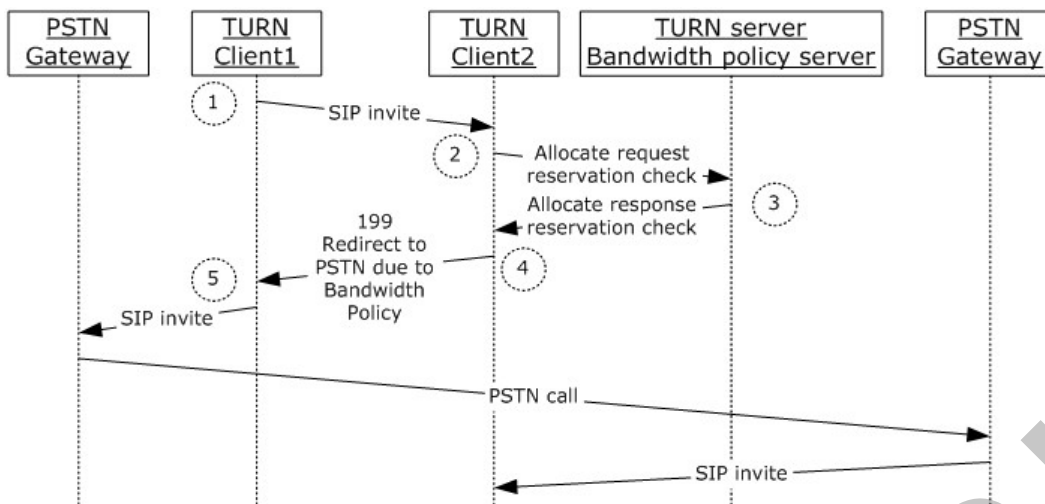 PSTN
Gateway
TURN
Client1
TURN
Client2
TURN server
Bandwidth policy server
PSTN
Gateway
1
SIP invite
2
Allocate request
reservation check
Allocate response
reservation check
3
199
Redirect to
PSTN due to
Bandwidth
Policy
4
5
SIP invite
PSTN call
SIP invite